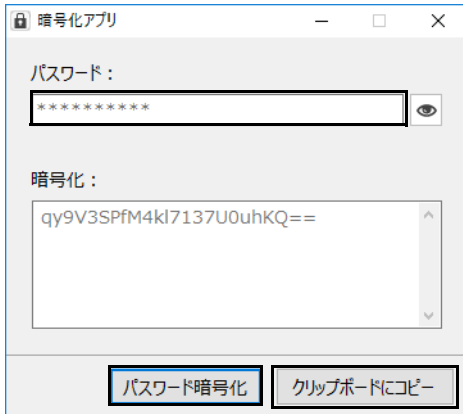 暗号化アプリ
パスワード：
**********
暗号化：
qy9V3SPfM4kl7137U0uhKQ==
パスワード暗号化 クリップボードにコピー